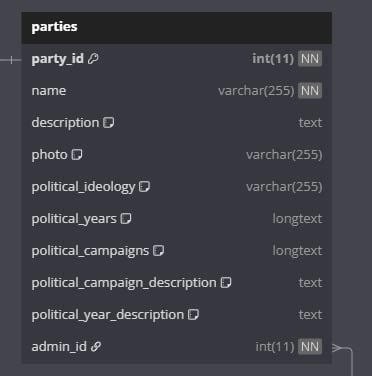 parties
party_id int(11) NN
name varchar(255) NN
description text
photo varchar(255)
political_ideology varchar(255)
political_years longtext
political_campaigns longtext
political_campaign_description text
political_year_description text
admin_id int(11) NN